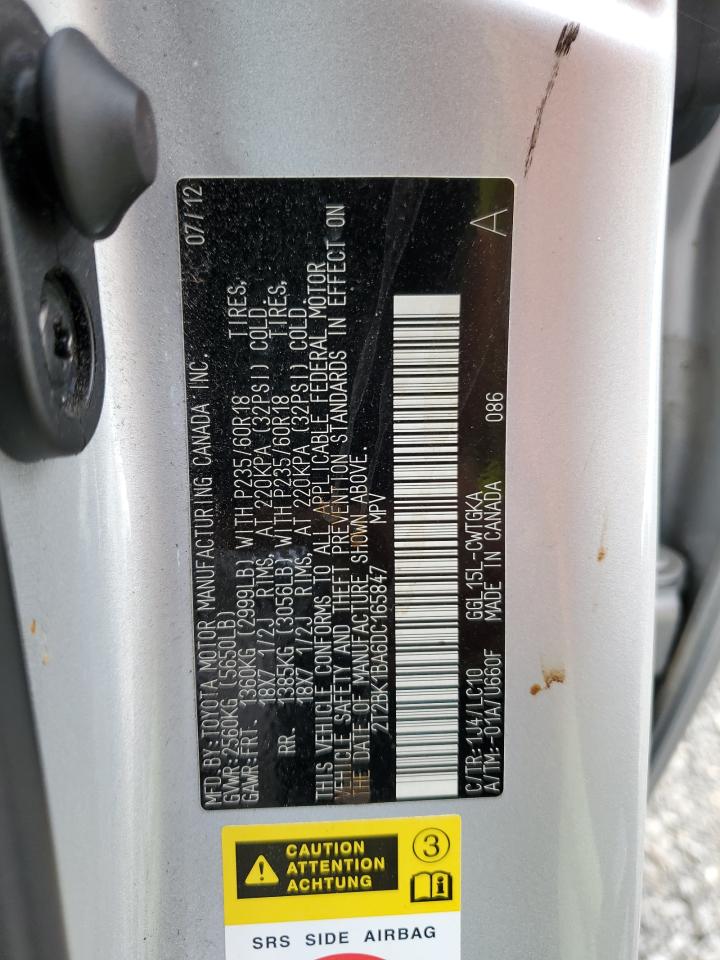 MFD. BY: TOYOTA MOTOR MANUFACTURING CANADA INC. 07/12
GVWR: 2560KG (5650LB)
GAWR: FRT. 1360KG (2999LB) WITH P235/60R18 TIRES,
18X7 1/2J RIMS, AT 220KPA (32PSI) COLD.
RR. 1385KG (3056LB) WITH P235/60R18 TIRES,
18X7 1/2J RIMS, AT 220KPA (32PSI) COLD.
THIS VEHICLE CONFORMS TO ALL APPLICABLE FEDERAL MOTOR
VEHICLE SAFETY AND THEFT PREVENTION STANDARDS IN EFFECT ON
THE DATE OF MANUFACTURE SHOWN ABOVE.
2T2BK1BA6DC165847 MPV
A
C/TR: 1J4/LC10 GGL15L-CWTGKA 086
A/TM: -01A/U660F MADE IN CANADA
CAUTION
ATTENTION
ACHTUNG
3
i
SRS SIDE AIRBAG